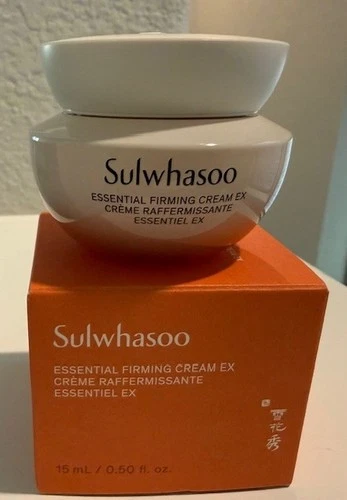 Sulwhasoo
ESSENTIAL FIRMING CREAM EX
CRÈME RAFFERMISSANTE
ESSENTIEL EX
Sulwhasoo
ESSENTIAL FIRMING CREAM EX
CRÈME RAFFERMISSANTE
ESSENTIEL EX
15 mL / 0.50 fl. oz.
雪花秀